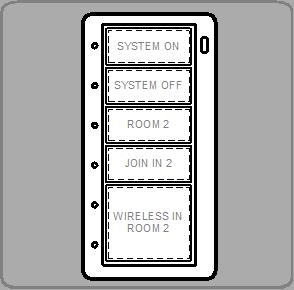 SYSTEM ON
SYSTEM OFF
ROOM 2
JOIN IN 2
WIRELESS IN
ROOM 2